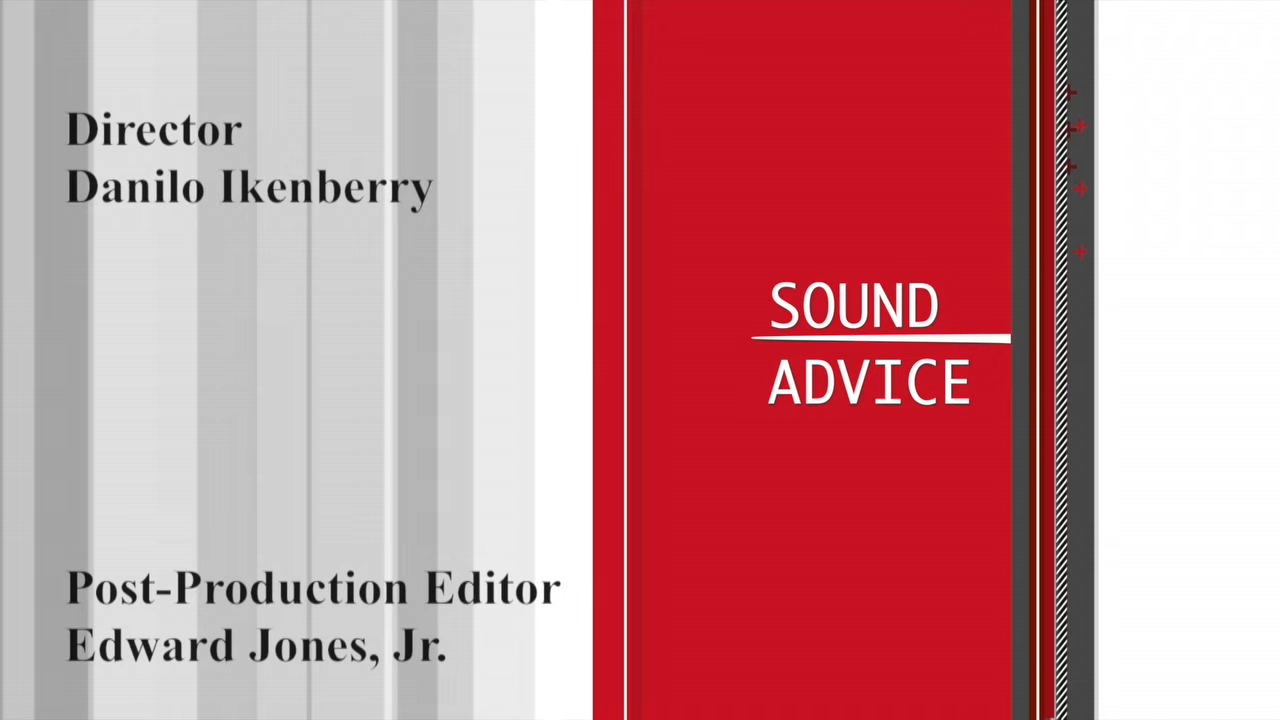 Director
Danilo Ikenberry
SOUND
ADVICE
Post-Production Editor
Edward Jones, Jr.